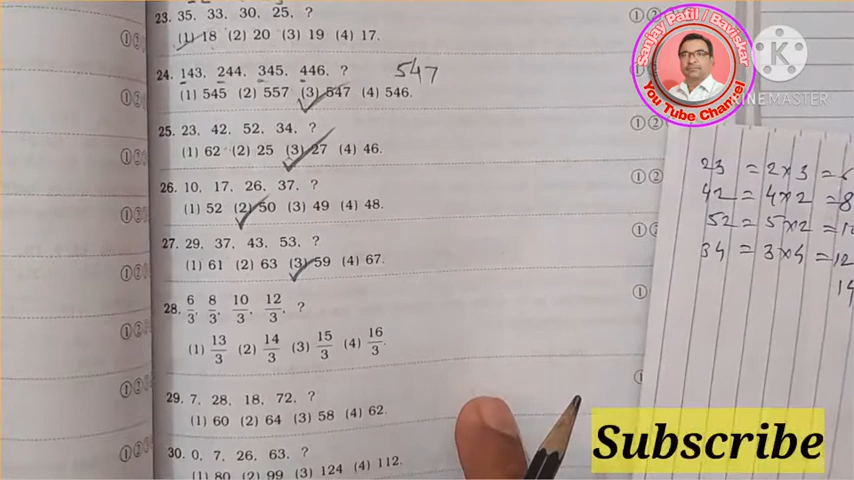 23. 35, 33, 30, 25, ?
(1) 18 (2) 20 (3) 19 (4) 17.
24. 143, 244, 345, 446, ? 547
(1) 545 (2) 557 (3) 547 (4) 546.
25. 23, 42, 52, 34, ?
(1) 62 (2) 25 (3) 27 (4) 46.
26. 10, 17, 26, 37, ?
(1) 52 (2) 50 (3) 49 (4) 48.
27. 29, 37, 43, 53, ?
(1) 61 (2) 63 (3) 59 (4) 67.
28. 6/3, 8/3, 10/3, 12/3, ?
(1) 13/3 (2) 14/3 (3) 15/3 (4) 16/3.
29. 7, 28, 18, 72, ?
(1) 60 (2) 64 (3) 58 (4) 62.
30. 0, 7, 26, 63, ?
(1) 80 (2) 99 (3) 124 (4) 112.
Sanjay Patil / Baviskar
You Tube Channel
K
KINEMASTER
23 = 2×3 =
42 = 4×2 = 8
52 = 5×2 =
34 = 3×4 = 12
14
Subscribe